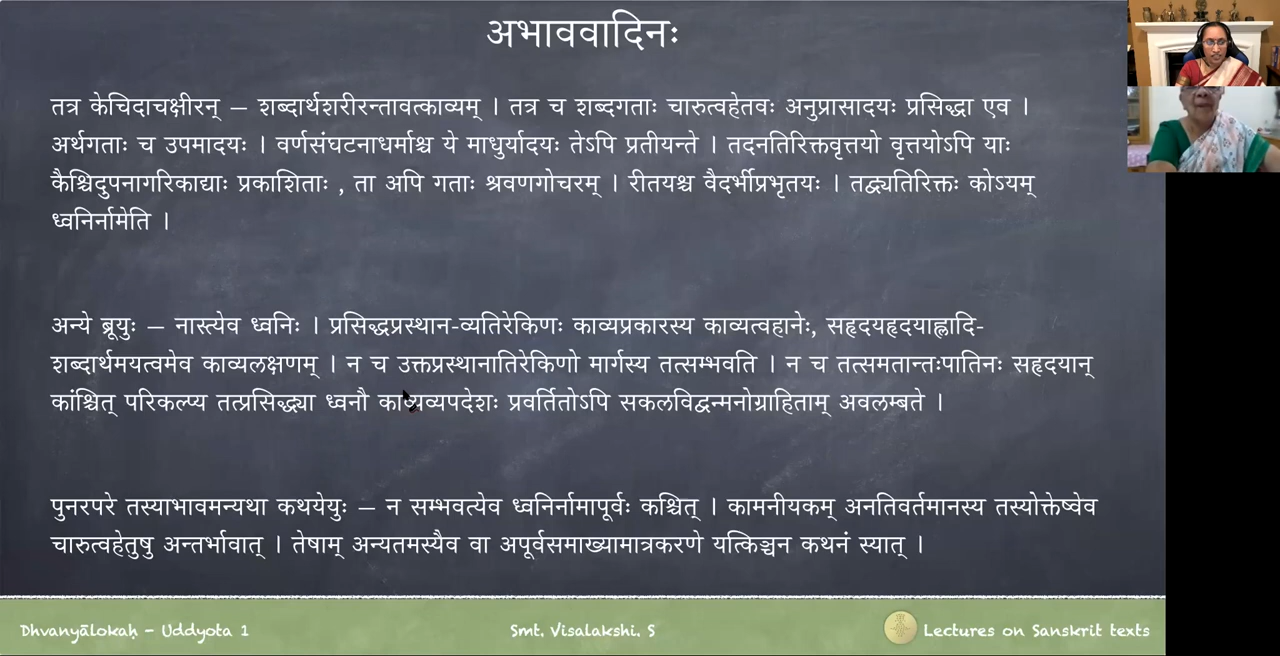 अभाववादिनः
तत्र केचिदाचक्षीरन् – शब्दार्थशरीरन्तावत्काव्यम् । तत्र च शब्दगताः चारुत्वहेतवः अनुप्रासादयः प्रसिद्धा एव ।
अर्थगताः च उपमादयः । वर्णसंघटनाधर्माश्च ये माधुर्यादयः तेऽपि प्रतीयन्ते । तदनतिरिक्तवृत्तयो वृत्तयोऽपि याः
कैश्चिदुपनागरिकाद्याः प्रकाशिताः , ता अपि गताः श्रवणगोचरम् । रीतयश्च वैदर्भीप्रभृतयः । तद्व्यतिरिक्तः कोऽयम्
ध्वनिर्नामेति ।
अन्ये ब्रूयुः – नास्त्येव ध्वनिः । प्रसिद्धप्रस्थान-व्यतिरेकिणः काव्यप्रकारस्य काव्यत्वहानेः, सहृदयहृदयाह्लादि-
शब्दार्थमयत्वमेव काव्यलक्षणम् । न च उक्तप्रस्थानातिरेकिणो मार्गस्य तत्सम्भवति । न च तत्समतान्तःपातिनः सहृदयान्
कांश्चित् परिकल्प्य तत्प्रसिद्ध्या ध्वनौ काव्यव्यपदेशः प्रवर्तितोऽपि सकलविद्वन्मनोग्राहिताम् अवलम्बते ।
पुनरपरे तस्याभावमन्यथा कथयेयुः – न सम्भवत्येव ध्वनिर्नामापूर्वः कश्चित् । कामनीयकम् अनतिवर्तमानस्य तस्योक्तेष्वेव
चारुत्वहेतुषु अन्तर्भावात् । तेषाम् अन्यतमस्यैव वा अपूर्वसमाख्यामात्रकरणे यत्किञ्चन कथनं स्यात् ।
Dhvanyālokaḥ - Uddyota 1 Smt. Visalakshi. S Lectures on Sanskrit texts